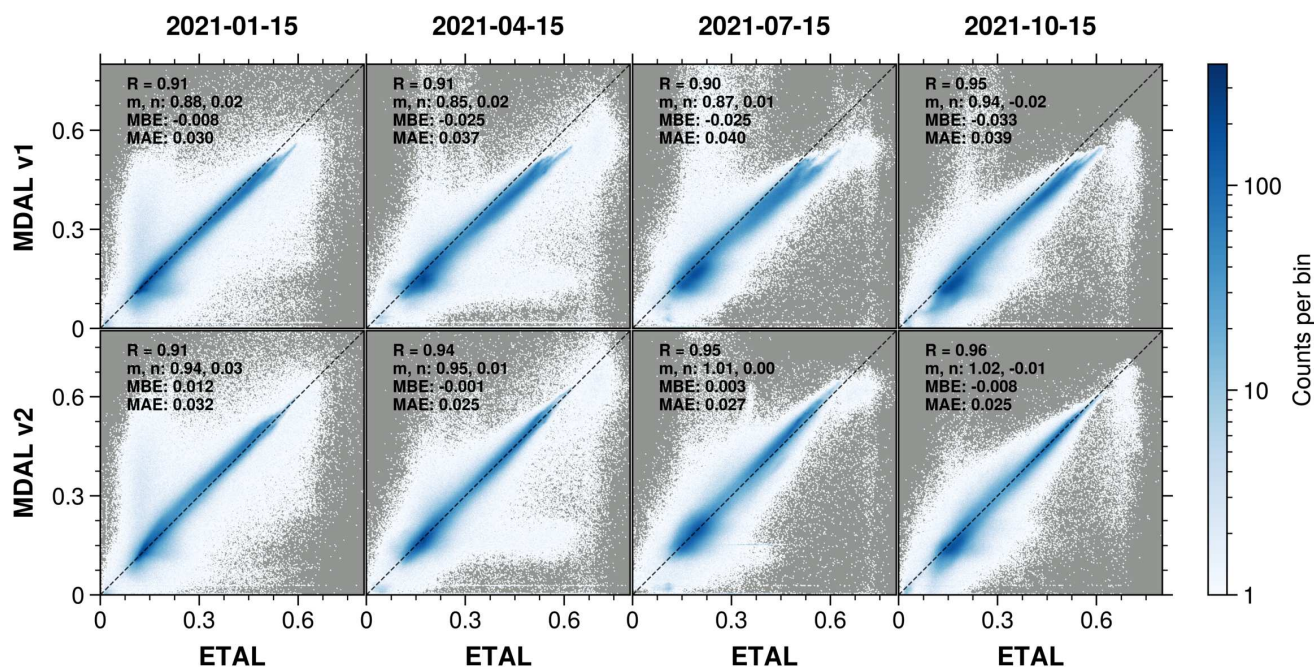 2021-01-15
2021-04-15
2021-07-15
2021-10-15
MDAL v1
0.6
0.3
0
R = 0.91
m, n: 0.88, 0.02
MBE: -0.008
MAE: 0.030
R = 0.91
m, n: 0.85, 0.02
MBE: -0.025
MAE: 0.037
R = 0.90
m, n: 0.87, 0.01
MBE: -0.025
MAE: 0.040
R = 0.95
m, n: 0.94, -0.02
MBE: -0.033
MAE: 0.039
MDAL v2
0.6
0.3
0
R = 0.91
m, n: 0.94, 0.03
MBE: 0.012
MAE: 0.032
R = 0.94
m, n: 0.95, 0.01
MBE: -0.001
MAE: 0.025
R = 0.95
m, n: 1.01, 0.00
MBE: 0.003
MAE: 0.027
R = 0.96
m, n: 1.02, -0.01
MBE: -0.008
MAE: 0.025
0
0.3
0.6
0
0.3
0.6
0
0.3
0.6
0
0.3
0.6
ETAL
ETAL
ETAL
ETAL
100
10
1
Counts per bin